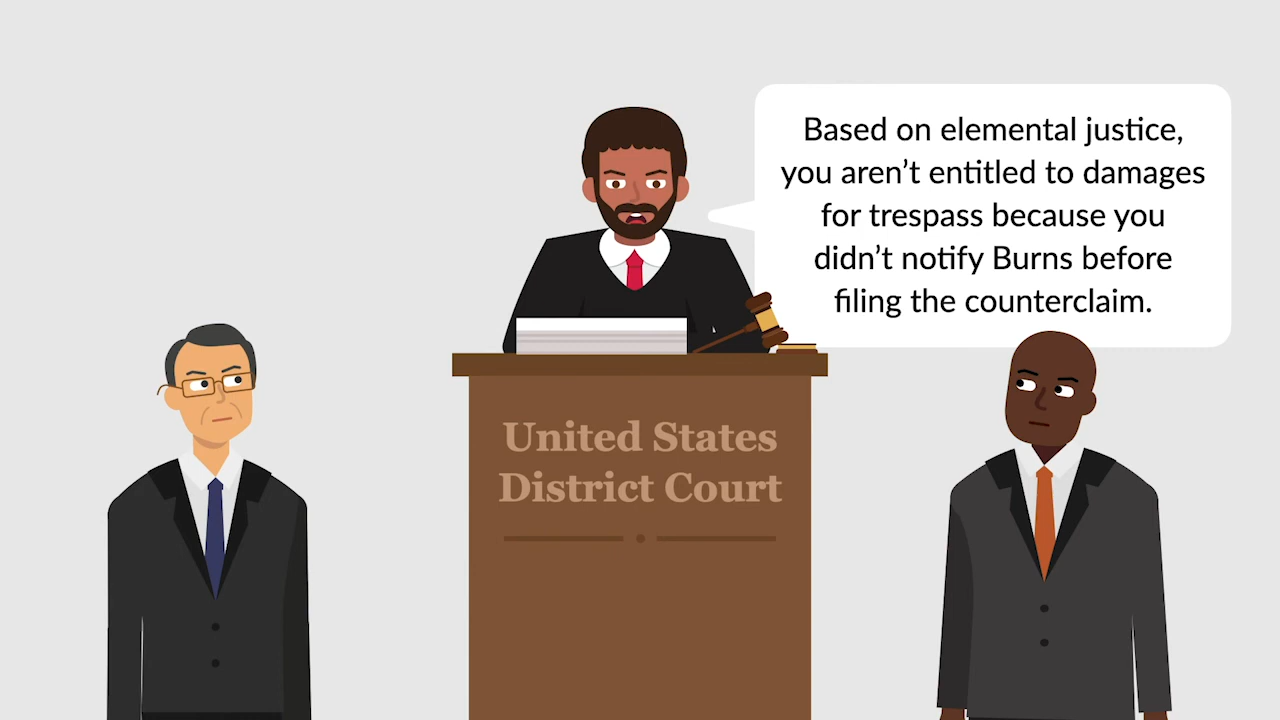 Based on elemental justice,
you aren’t entitled to damages
for trespass because you
didn’t notify Burns before
filing the counterclaim.
United States
District Court